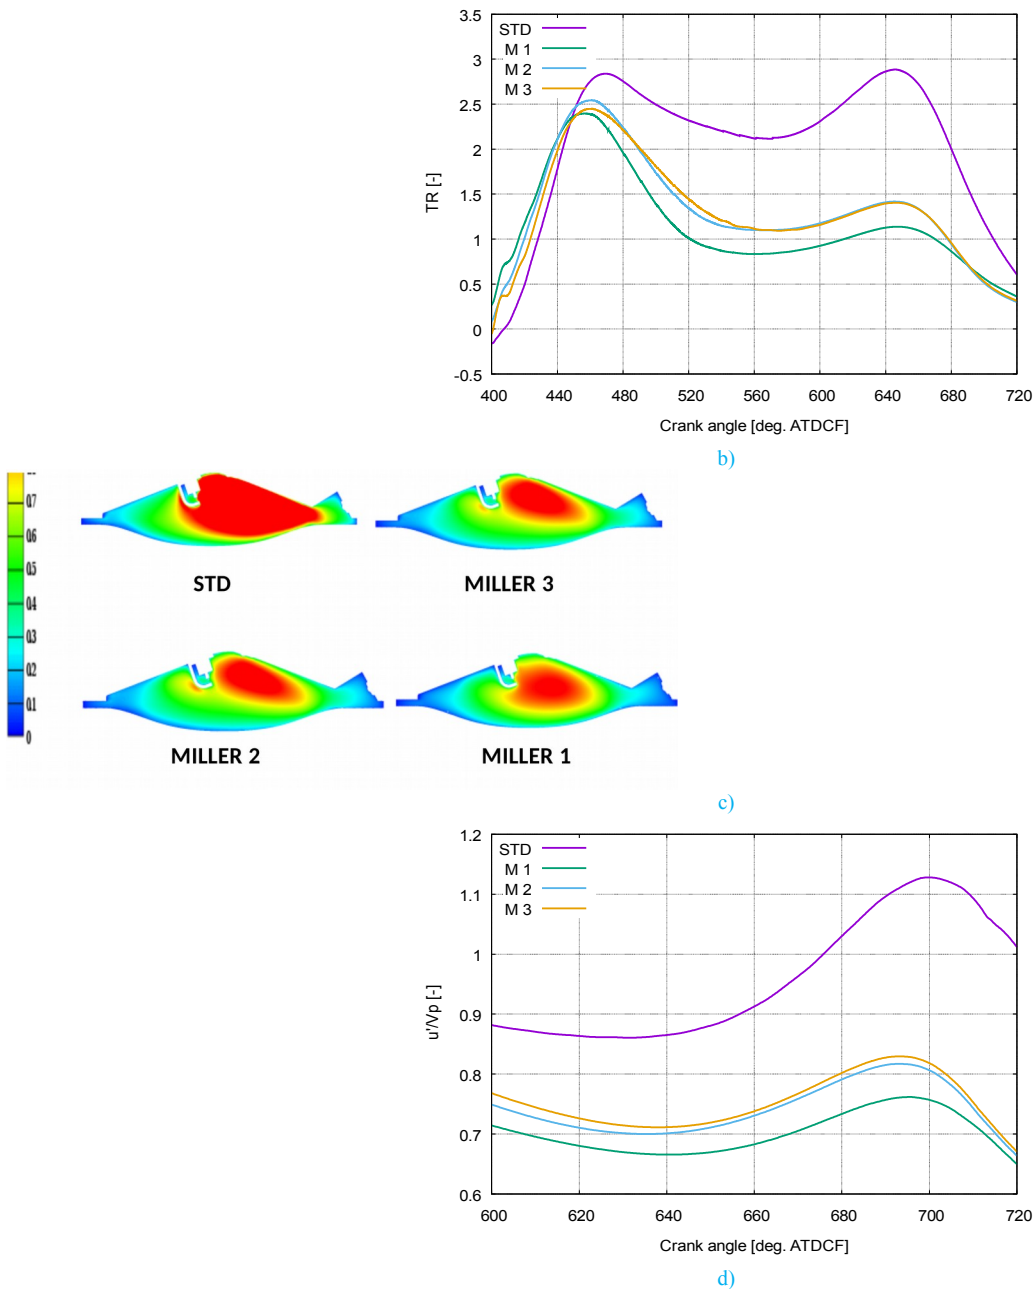 3.5
3
2.5
2
1.5
1
0.5
0
-0.5
TR [-]
STD
M 1
M 2
M 3
400 440 480 520 560 600 640 680 720
Crank angle [deg. ATDCF]
b)
0.7
0.6
0.5
0.4
0.3
0.2
0.1
0
STD
MILLER 3
MILLER 2
MILLER 1
c)
1.2
1.1
1
0.9
0.8
0.7
0.6
u'/Vp [-]
STD
M 1
M 2
M 3
600 620 640 660 680 700 720
Crank angle [deg. ATDCF]
d)